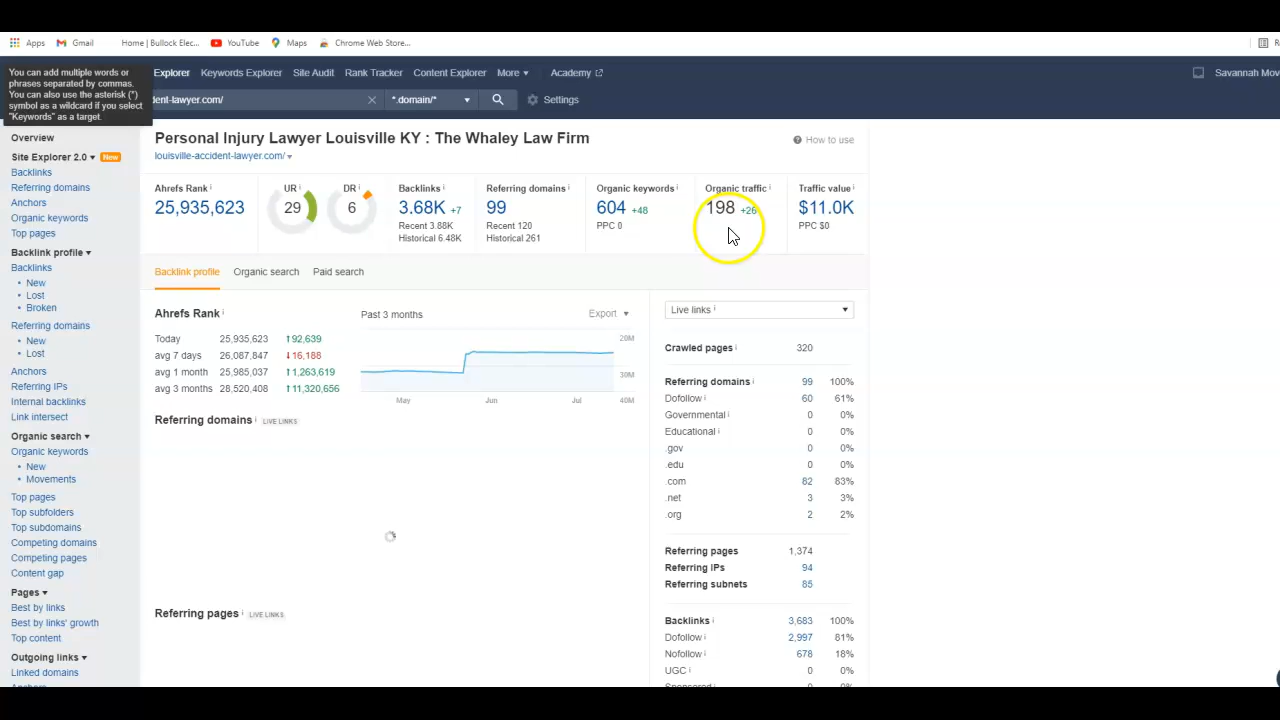 Apps Gmail Home | Bullock Elec... YouTube Maps Chrome Web Store...
You can add multiple words or
phrases separated by commas.
You can also use the asterisk (*)
symbol as a wildcard if you select
"Keywords" as a target.
Explorer Keywords Explorer Site Audit Rank Tracker Content Explorer More Academy Savannah Mov
dent-lawyer.com/ *.domain/* Settings
Overview
Site Explorer 2.0 New
Backlinks
Referring domains
Anchors
Organic keywords
Top pages
Backlink profile
Backlinks
• New
• Lost
• Broken
Referring domains
• New
• Lost
Anchors
Referring IPs
Internal backlinks
Link intersect
Organic search
Organic keywords
• New
• Movements
Top pages
Top subfolders
Top subdomains
Competing domains
Competing pages
Content gap
Pages
Best by links
Best by links' growth
Top content
Outgoing links
Linked domains
Personal Injury Lawyer Louisville KY : The Whaley Law Firm
How to use
louisville-accident-lawyer.com/
Ahrefs Rank UR DR Backlinks Referring domains Organic keywords Organic traffic Traffic value
25,935,623 29 6 3.68K +7 99 604 +48 198 +26 $11.0K
Recent 3.88K Recent 120 PPC 0 PPC $0
Historical 6.48K Historical 261
Backlink profile Organic search Paid search
Ahrefs Rank
Past 3 months
Export
Today 25,935,623 ↑92,639
avg 7 days 26,087,847 ↓16,188
avg 1 month 25,985,037 ↑1,263,619
avg 3 months 28,520,408 ↑11,320,656
20M
30M
40M
May Jun Jul
Referring domains LIVE LINKS
Referring pages LIVE LINKS
Live links
Crawled pages 320
Referring domains 99 100%
Dofollow 60 61%
Governmental 0 0%
Educational 0 0%
.gov 0 0%
.edu 0 0%
.com 82 83%
.net 3 3%
.org 2 2%
Referring pages 1,374
Referring IPs 94
Referring subnets 85
Backlinks 3,683 100%
Dofollow 2,997 81%
Nofollow 678 18%
UGC 0 0%
Sponsored 0 0%